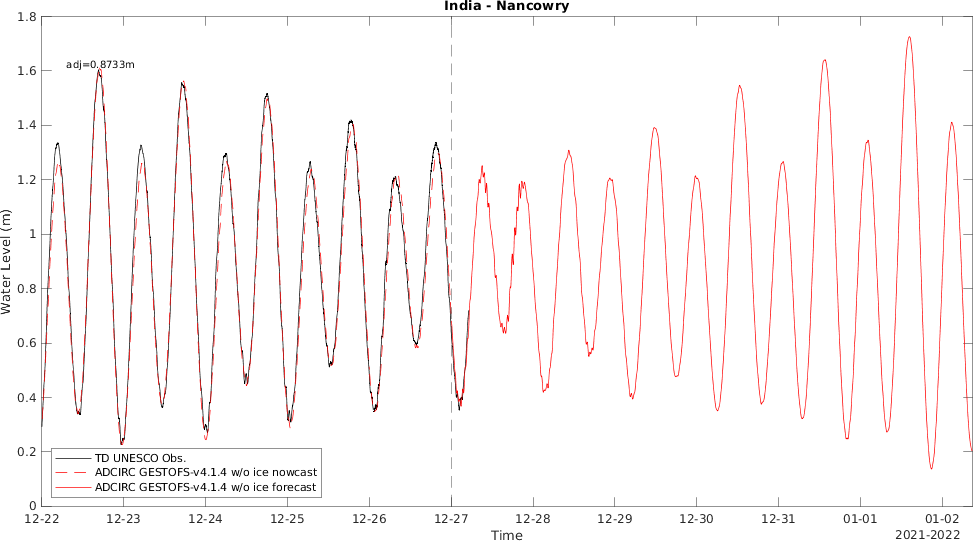 India - Nancowry
1.8
1.6
1.4
1.2
1
0.8
0.6
0.4
0.2
0
Water Level (m)
adj=0.8733m
TD UNESCO Obs.
ADCIRC GESTOFS-v4.1.4 w/o ice nowcast
ADCIRC GESTOFS-v4.1.4 w/o ice forecast
12-22 12-23 12-24 12-25 12-26 12-27 12-28 12-29 12-30 12-31 01-01 01-02
Time
2021-2022